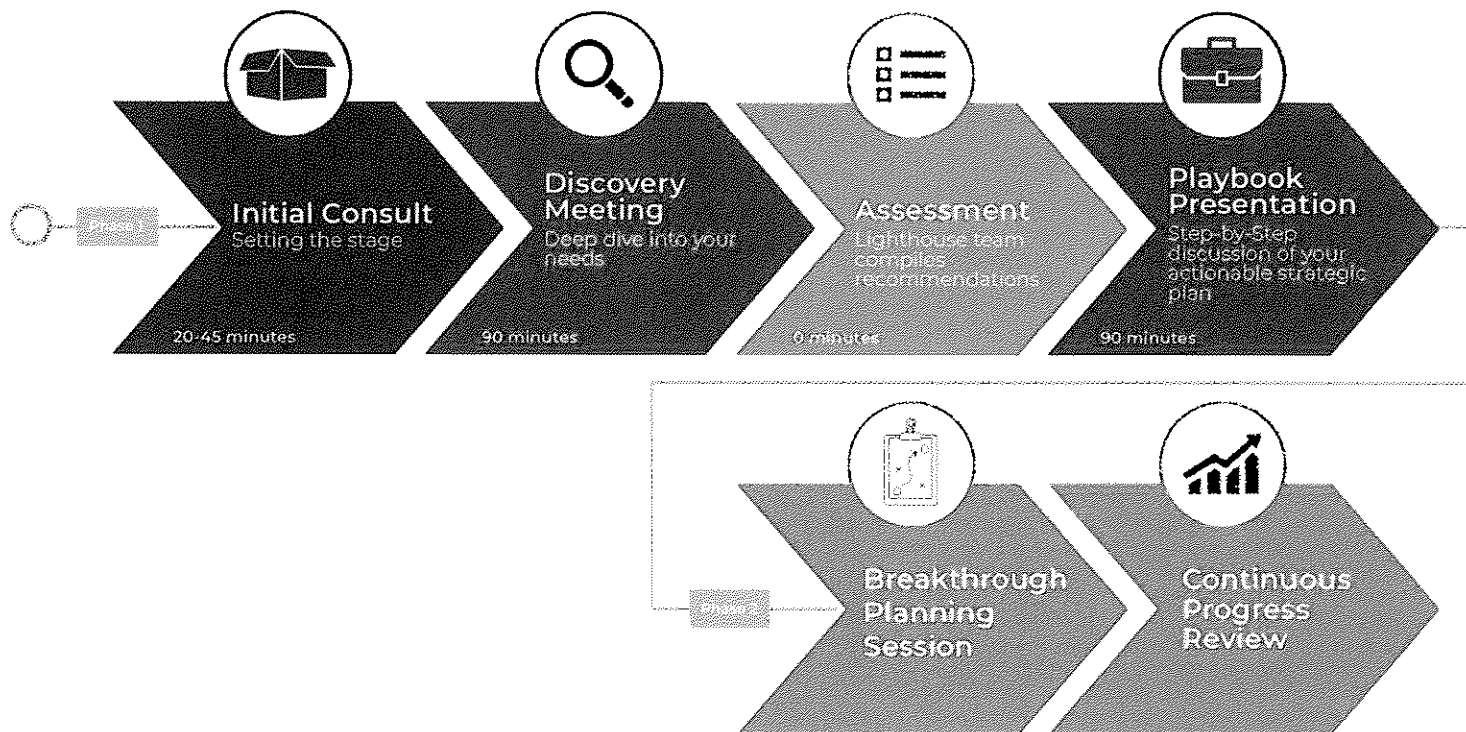 Phase 1
Initial Consult
Setting the stage
20-45 minutes
Discovery
Meeting
Deep dive into your
needs
90 minutes
Assessment
Lighthouse team
compiles
recommendations
0 minutes
Playbook
Presentation
Step-by-Step
discussion of your
actionable strategic
plan
90 minutes
Phase 2
Breakthrough
Planning
Session
Continuous
Progress
Review